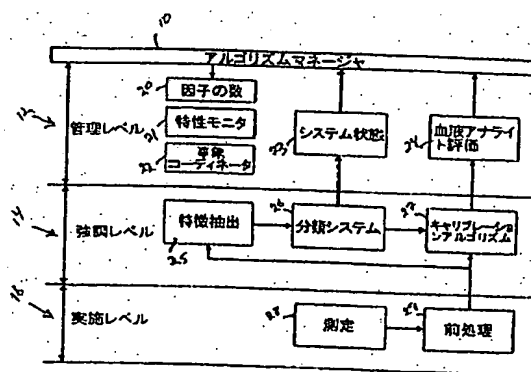 10
アルゴリズムマネージャ
20
因子の数
12
管理レベル
21
特性モニタ
22
事象
コーディネータ
23
システム状態
24
血液アナライ
ト評価
14
強調レベル
特徴抽出
25
26
分類システム
27
キャリブレーショ
ンアルゴリズム
16
実施レベル
28
測定
前処理